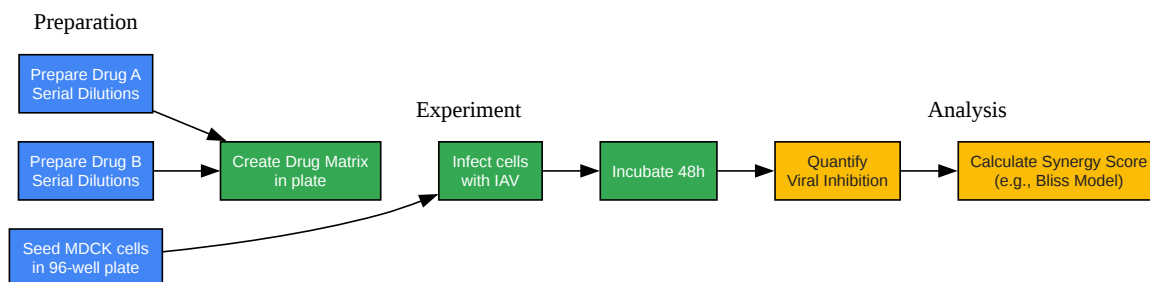 Preparation
Prepare Drug A
Serial Dilutions
Prepare Drug B
Serial Dilutions
Seed MDCK cells
in 96-well plate
Create Drug Matrix
in plate
Experiment
Infect cells
with IAV
Incubate 48h
Quantify
Viral Inhibition
Analysis
Calculate Synergy Score
(e.g., Bliss Model)